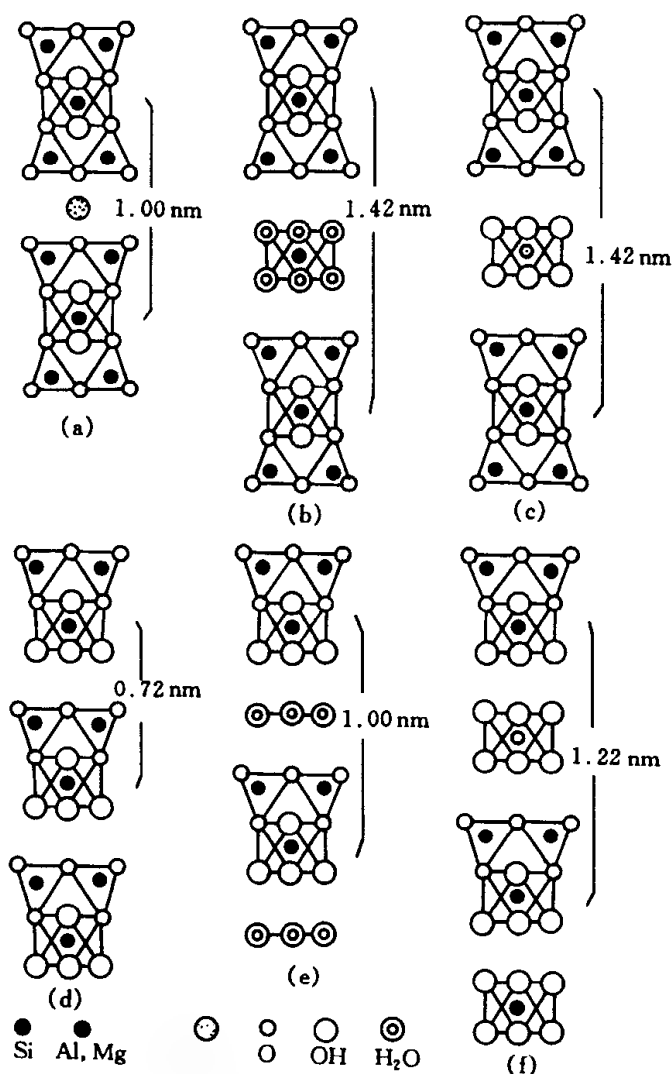 1.00 nm
1.42 nm
1.42 nm
(a)
(b)
(c)
0.72 nm
1.00 nm
1.22 nm
(d)
(e)
(f)
Si Al, Mg O OH H₂O